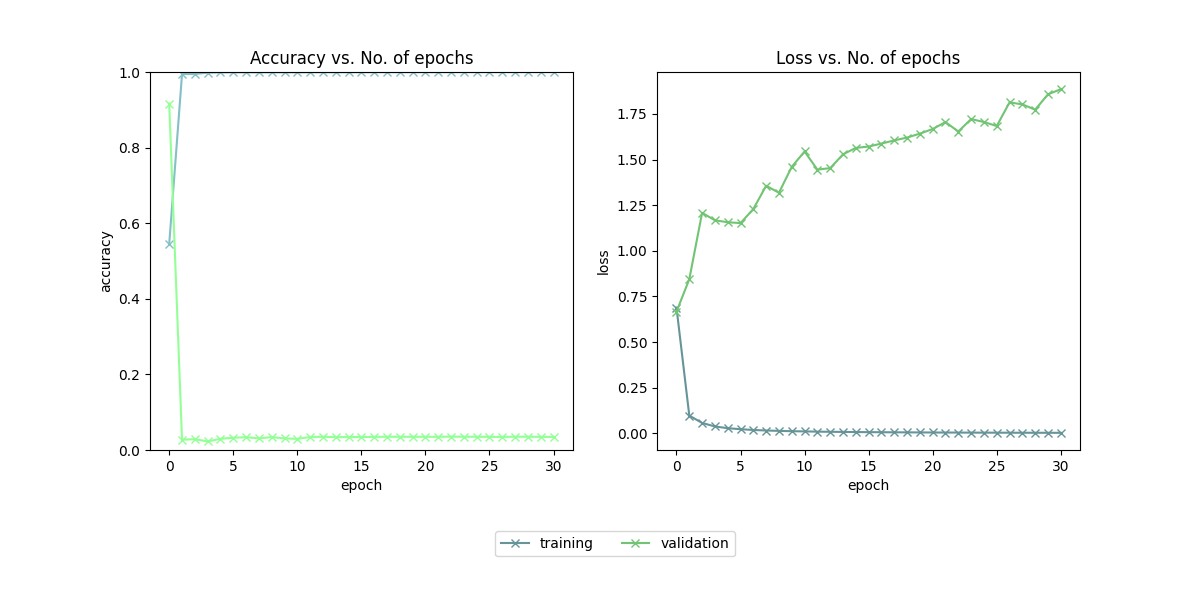 Accuracy vs. No. of epochs
1.0
0.8
0.6
0.4
0.2
0.0
accuracy
0 5 10 15 20 25 30
epoch
Loss vs. No. of epochs
1.75
1.50
1.25
1.00
0.75
0.50
0.25
0.00
loss
0 5 10 15 20 25 30
epoch
training validation